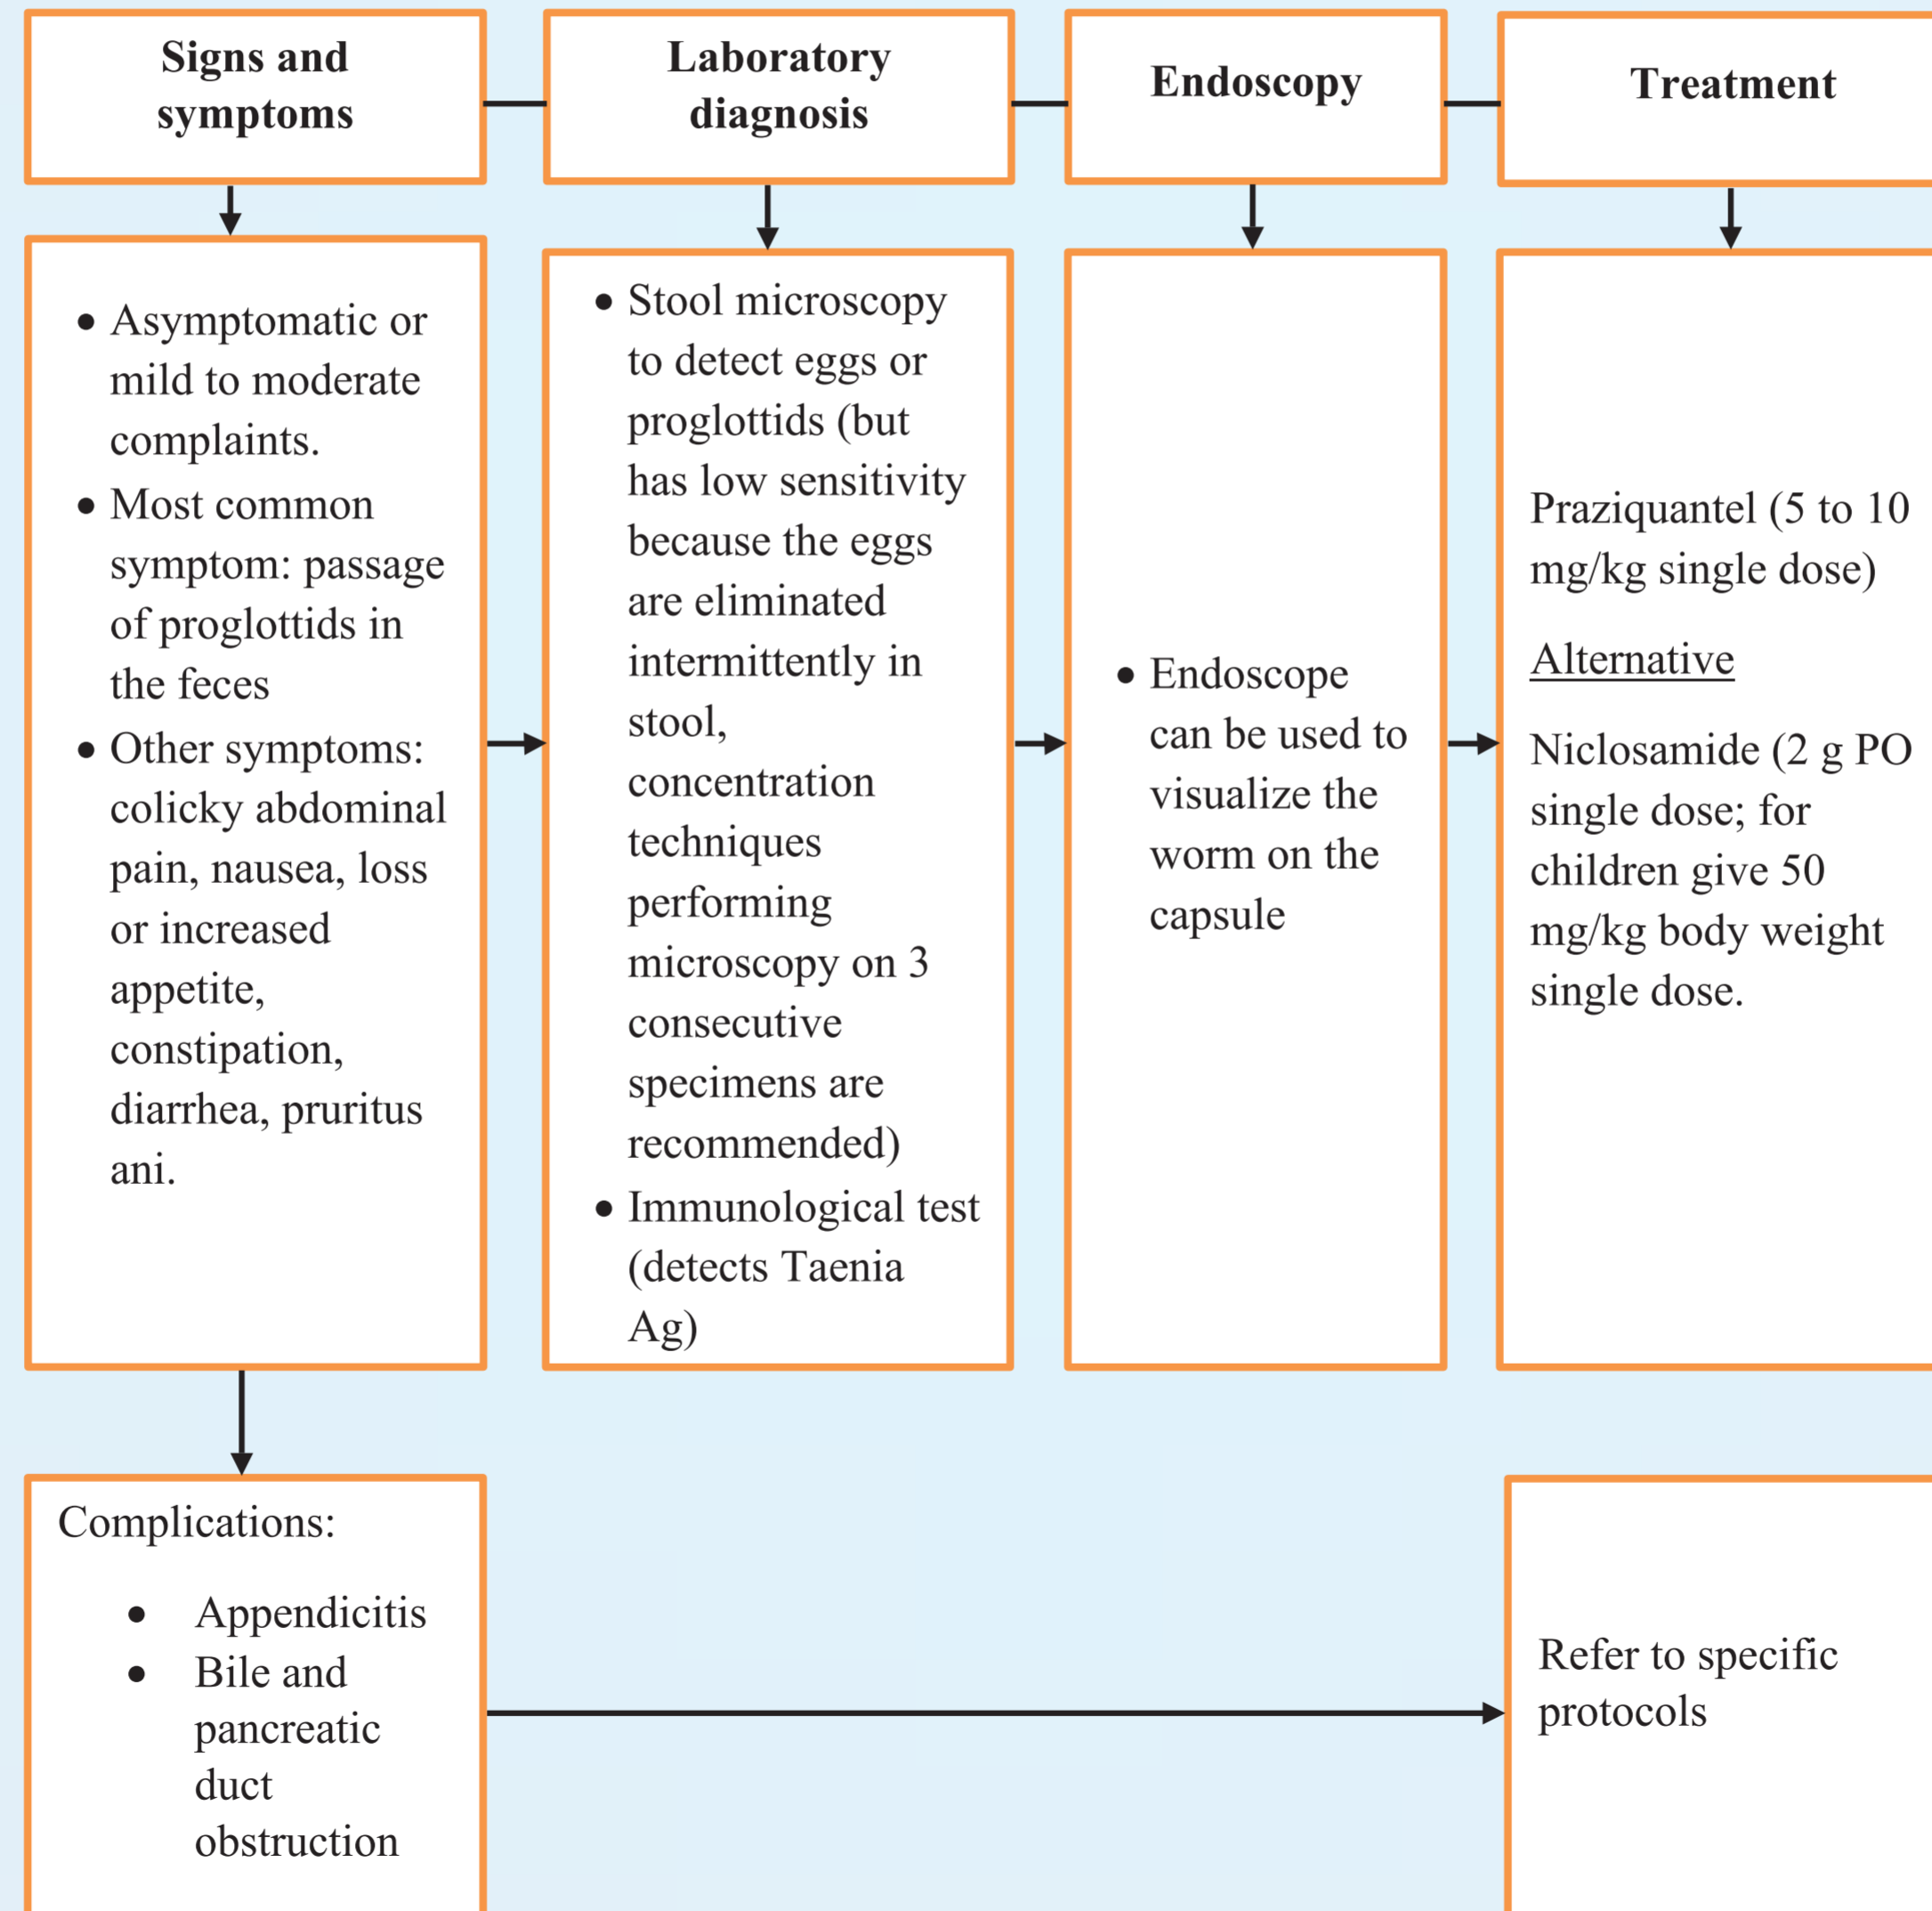 Signs and
symptoms
Laboratory
diagnosis
Endoscopy
Treatment
• Asymptomatic or
mild to moderate
complaints.
• Most common
symptom: passage
of proglottids in
the feces
• Other symptoms:
colicky abdominal
pain, nausea, loss
or increased
appetite,
constipation,
diarrhea, pruritus
ani.
• Stool microscopy
to detect eggs or
proglottids (but
has low sensitivity
because the eggs
are eliminated
intermittently in
stool,
concentration
techniques
performing
microscopy on 3
consecutive
specimens are
recommended)
• Immunological test
(detects Taenia
Ag)
• Endoscope
can be used to
visualize the
worm on the
capsule
Praziquantel (5 to 10
mg/kg single dose)
Alternative
Niclosamide (2 g PO
single dose; for
children give 50
mg/kg body weight
single dose.
Complications:
• Appendicitis
• Bile and
pancreatic
duct
obstruction
Refer to specific
protocols